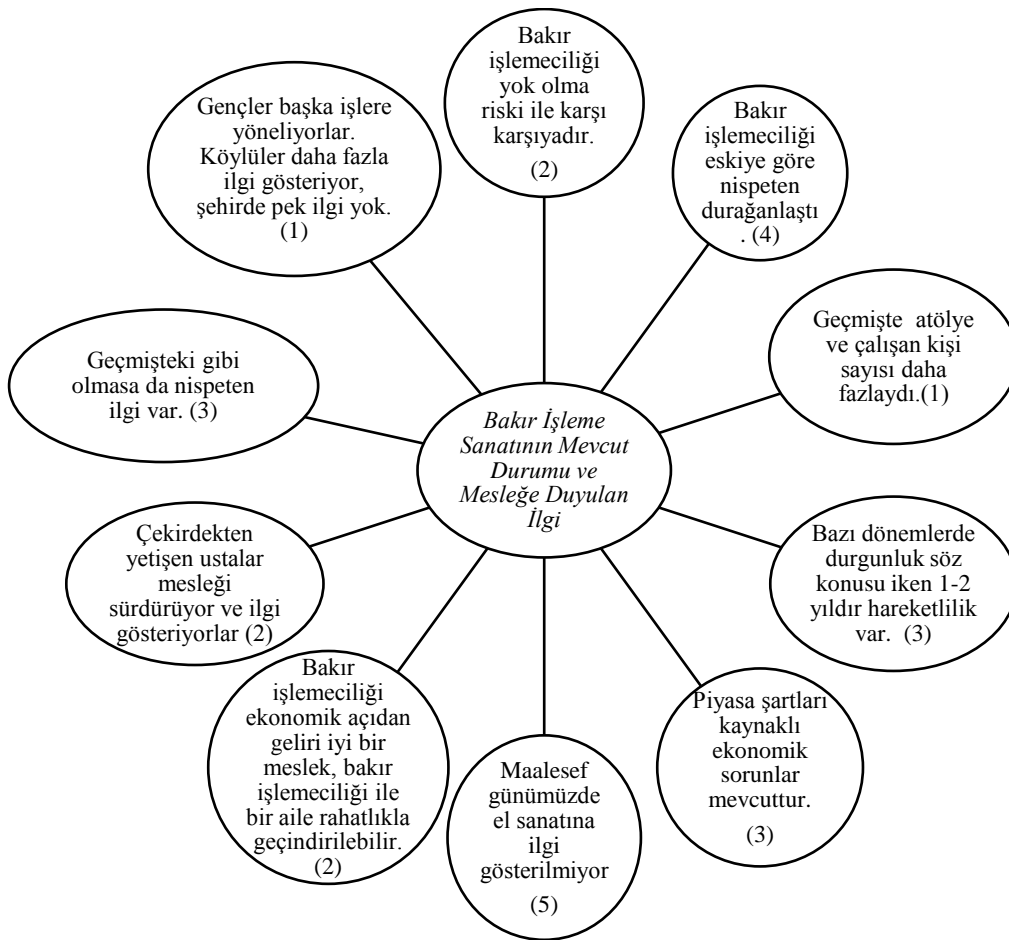 Bakır
işlemeciliği
yok olma
riski ile karşı
karşıyadır.
(2)
Bakır
işlemeciliği
eskiye göre
nispeten
durağanlaştı
. (4)
Geçmişte atölye
ve çalışan kişi
sayısı daha
fazlaydı.(1)
Bazı dönemlerde
durgunluk söz
konusu iken 1-2
yıldır hareketlilik
var. (3)
Piyasa şartları
kaynaklı
ekonomik
sorunlar
mevcuttur.
(3)
Maalesef
günümüzde
el sanatına
ilgi
gösterilmiyor
(5)
Bakır
işlemeciliği
ekonomik açıdan
geliri iyi bir
meslek, bakır
işlemeciliği ile
bir aile rahatlıkla
geçindirilebilir.
(2)
Çekirdekten
yetişen ustalar
mesleği
sürdürüyor ve ilgi
gösteriyorlar (2)
Geçmişteki gibi
olmasa da nispeten
ilgi var. (3)
Gençler başka işlere
yöneliyorlar.
Köylüler daha fazla
ilgi gösteriyor,
şehirde pek ilgi yok.
(1)
Bakır İşleme
Sanatının Mevcut
Durumu ve
Mesleğe Duyulan
İlgi